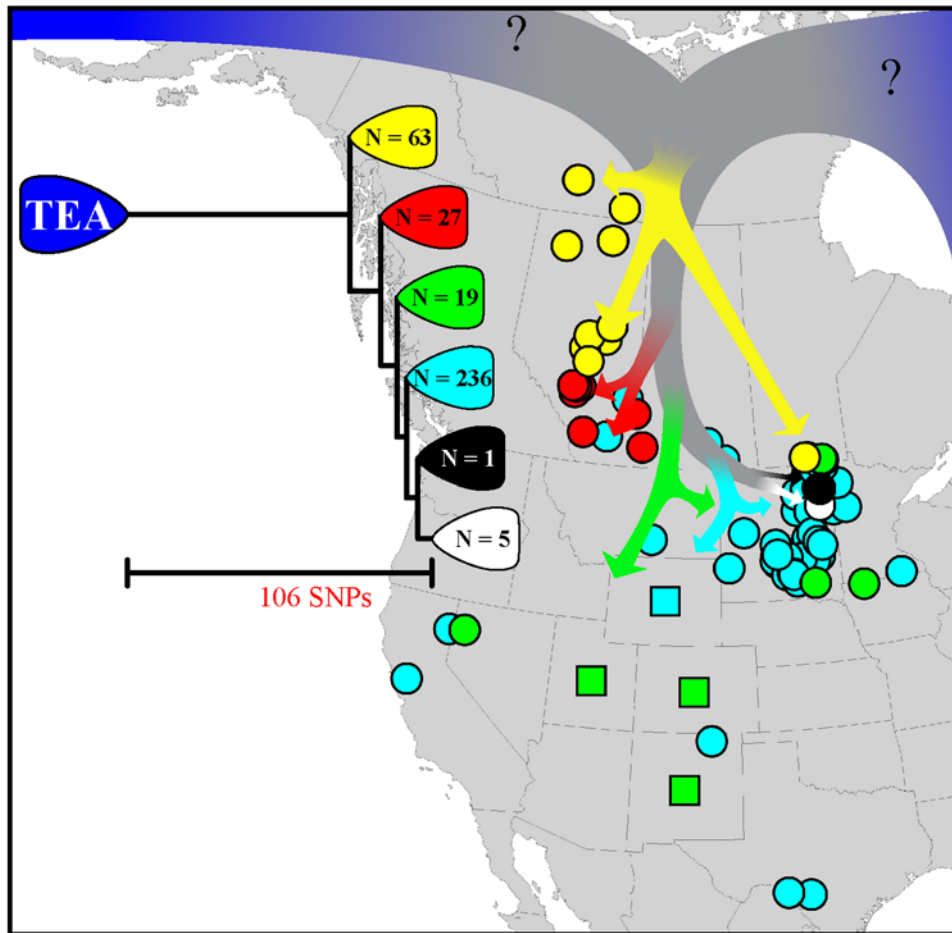 ?
?
N = 63
TEA
N = 27
N = 19
N = 236
N = 1
N = 5
106 SNPs